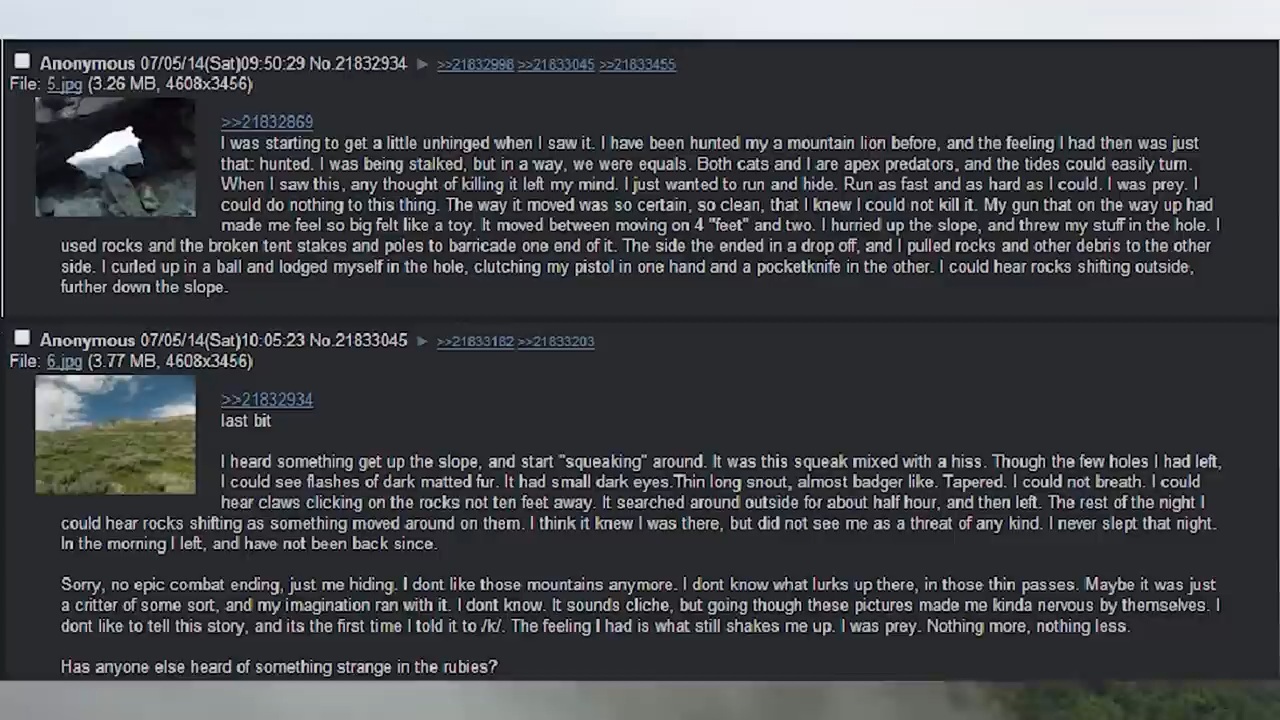 Anonymous 07/05/14(Sat)09:50:29 No.21832934 ▶ >>21832998 >>21833045 >>21833455
File: 5.jpg (3.26 MB, 4608x3456)
>>21832869
I was starting to get a little unhinged when I saw it. I have been hunted my a mountain lion before, and the feeling I had then was just
that: hunted. I was being stalked, but in a way, we were equals. Both cats and I are apex predators, and the tides could easily turn.
When I saw this, any thought of killing it left my mind. I just wanted to run and hide. Run as fast and as hard as I could. I was prey. I
could do nothing to this thing. The way it moved was so certain, so clean, that I knew I could not kill it. My gun that on the way up had
made me feel so big felt like a toy. It moved between moving on 4 "feet" and two. I hurried up the slope, and threw my stuff in the hole. I
used rocks and the broken tent stakes and poles to barricade one end of it. The side the ended in a drop off, and I pulled rocks and other debris to the other
side. I curled up in a ball and lodged myself in the hole, clutching my pistol in one hand and a pocketknife in the other. I could hear rocks shifting outside,
further down the slope.
Anonymous 07/05/14(Sat)10:05:23 No.21833045 ▶ >>21833182 >>21833203
File: 6.jpg (3.77 MB, 4608x3456)
>>21832934
last bit
I heard something get up the slope, and start "squeaking" around. It was this squeak mixed with a hiss. Though the few holes I had left,
I could see flashes of dark matted fur. It had small dark eyes.Thin long snout, almost badger like. Tapered. I could not breath. I could
hear claws clicking on the rocks not ten feet away. It searched around outside for about half hour, and then left. The rest of the night I
could hear rocks shifting as something moved around on them. I think it knew I was there, but did not see me as a threat of any kind. I never slept that night.
In the morning I left, and have not been back since.
Sorry, no epic combat ending, just me hiding. I dont like those mountains anymore. I dont know what lurks up there, in those thin passes. Maybe it was just
a critter of some sort, and my imagination ran with it. I dont know. It sounds cliche, but going though these pictures made me kinda nervous by themselves. I
dont like to tell this story, and its the first time I told it to /k/. The feeling I had is what still shakes me up. I was prey. Nothing more, nothing less.
Has anyone else heard of something strange in the rubies?